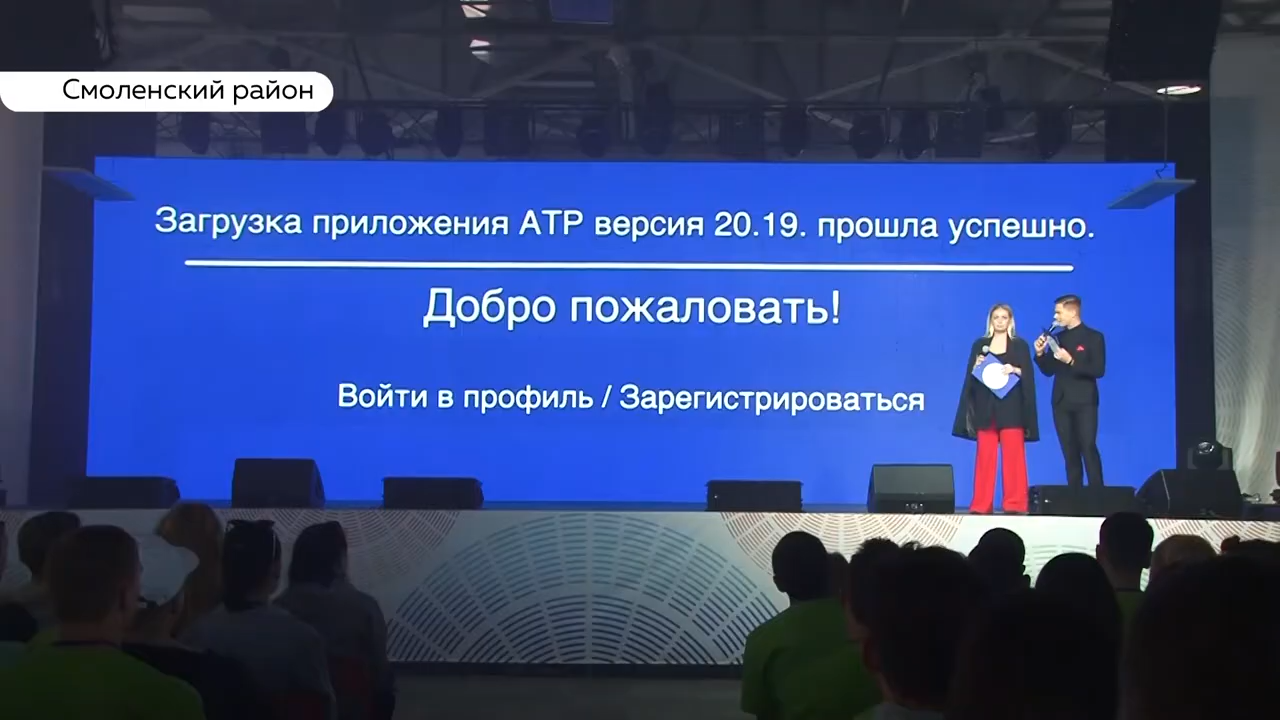 Смоленский район
Загрузка приложения АТР версия 20.19. прошла успешно.
Добро пожаловать!
Войти в профиль / Зарегистрироваться